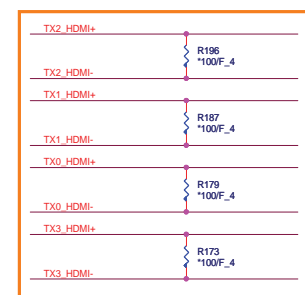 TX2_HDMI+
R196
*100/F_4
TX2_HDMI-
TX1_HDMI+
R187
*100/F_4
TX1_HDMI-
TX0_HDMI+
R179
*100/F_4
TX0_HDMI-
TX3_HDMI+
R173
*100/F_4
TX3_HDMI-